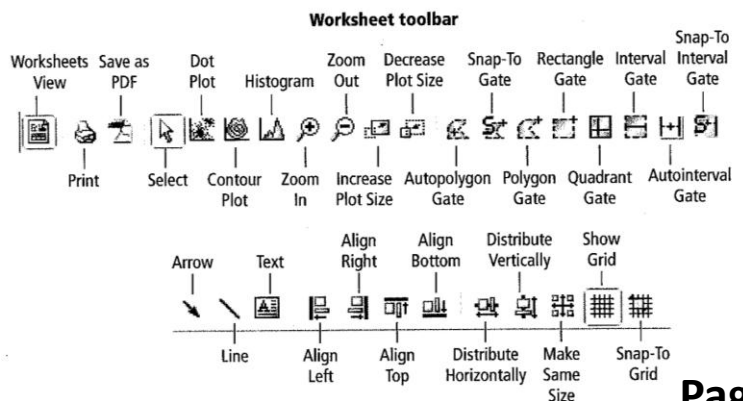 Worksheet toolbar
Snap-To
Worksheets Save as Dot Zoom Decrease Snap-To Rectangle Interval Interval
View PDF Plot Histogram Out Plot Size Gate Gate Gate Gate
Print Select Contour Zoom Increase Autopolygon Polygon Quadrant Autointerval
Plot In Plot Size Gate Gate Gate Gate
Align Align Distribute Show
Arrow Text Right Bottom Vertically Grid
Line Align Align Distribute Make Snap-To
Left Top Horizontally Same Grid
Size
Pag